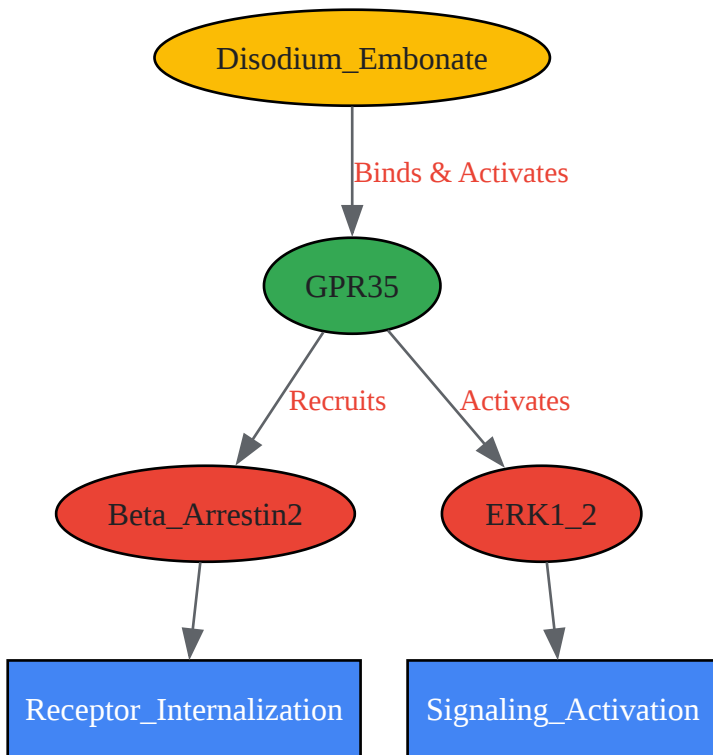 Disodium_Embonate
Binds & Activates
GPR35
Recruits
Activates
Beta_Arrestin2
ERK1_2
Receptor_Internalization
Signaling_Activation